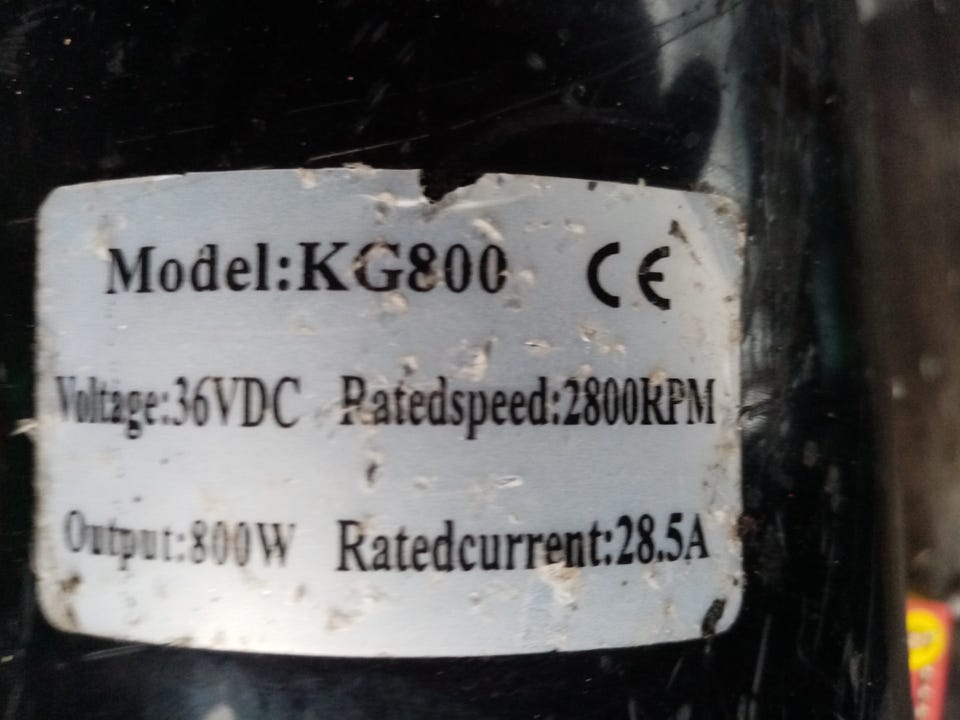 Model:KG800 CE
Voltage:36VDC Ratedspeed:2800RPM
Output:800W Ratedcurrent:28.5A